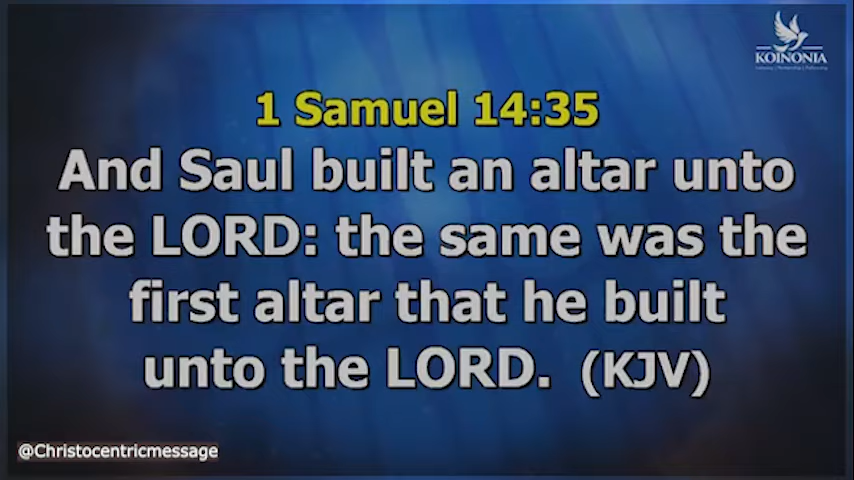 KOINONIA
1 Samuel 14:35
And Saul built an altar unto
the LORD: the same was the
first altar that he built
unto the LORD. (KJV)
@Christocentricmessage